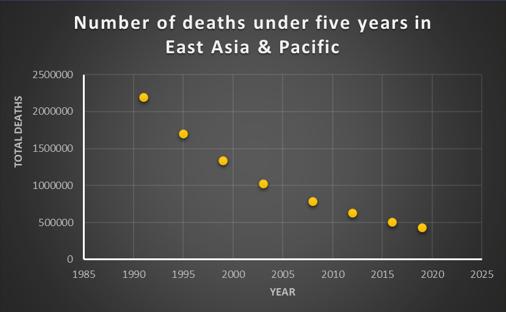 Number of deaths under five years in
East Asia & Pacific
TOTAL DEATHS
2500000
2000000
1500000
1000000
500000
0
1985 1990 1995 2000 2005 2010 2015 2020 2025
YEAR